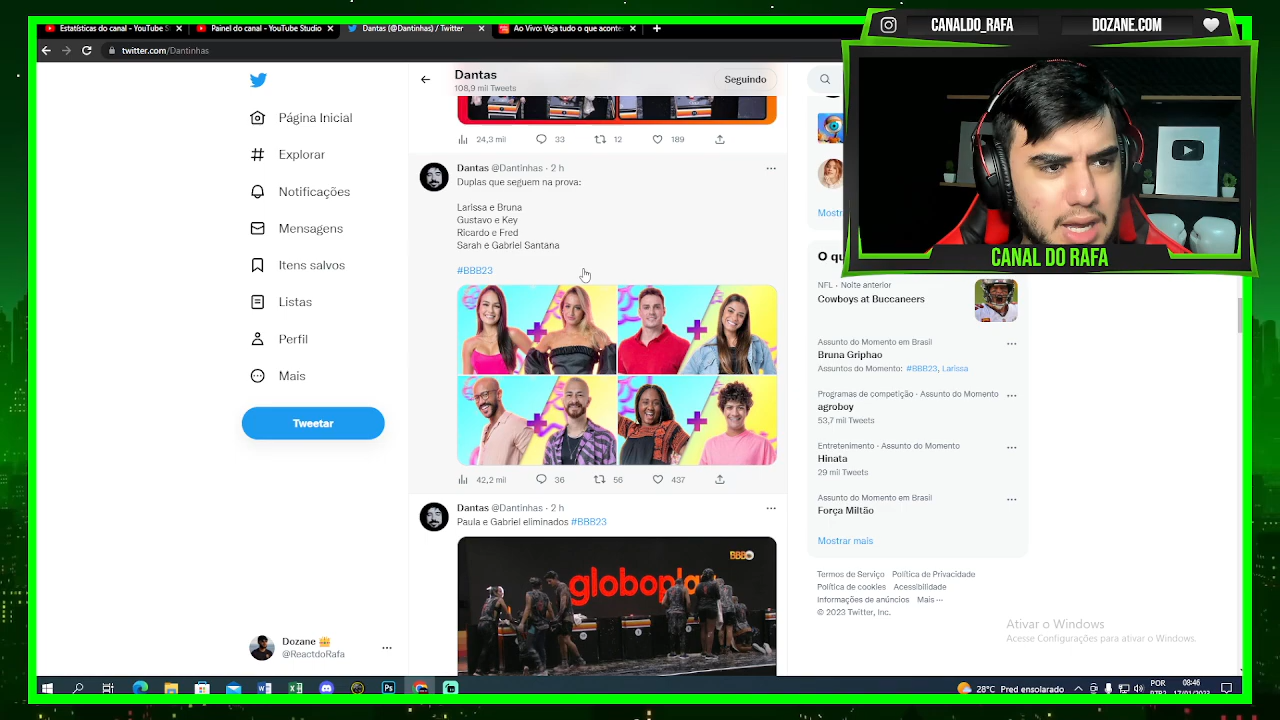 Estatísticas do canal - YouTube S
Painel do canal - YouTube Studio
Dantas (@Dantinhas) / Twitter
Ao Vivo: Veja tudo o que aconte
twitter.com/Dantinhas
CANALDO_RAFA
DOZANE.COM
CANAL DO RAFA
Página Inicial
Explorar
Notificações
Mensagens
Itens salvos
Listas
Perfil
Mais
Tweetar
Dozane
@ReactdoRafa
Dantas
108,9 mil Tweets
Seguindo
24,3 mil
33
12
189
Dantas @Dantinhas · 2 h
Duplas que seguem na prova:
Larissa e Bruna
Gustavo e Key
Ricardo e Fred
Sarah e Gabriel Santana
#BBB23
42,2 mil
36
56
437
Dantas @Dantinhas · 2 h
Paula e Gabriel eliminados #BBB23
globopla
Mostr
O qu
NFL · Noite anterior
Cowboys at Buccaneers
Assunto do Momento em Brasil
Bruna Griphao
Assuntos do Momento: #BBB23, Larissa
Programas de competição · Assunto do Momento
agroboy
53,7 mil Tweets
Entretenimento · Assunto do Momento
Hinata
29 mil Tweets
Assunto do Momento em Brasil
Força Miltão
Mostrar mais
Termos de Serviço Política de Privacidade
Política de cookies Acessibilidade
Informações de anúncios Mais ···
© 2023 Twitter, Inc.
Ativar o Windows
Acesse Configurações para ativar o Windows.
28°C Pred ensolarado
POR
08:46
17/01/2023